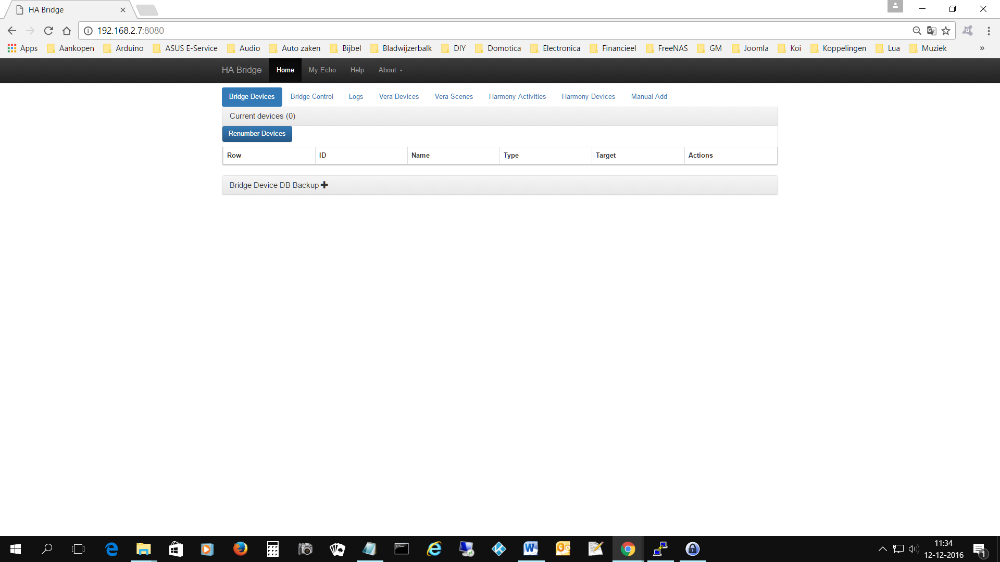 HA Bridge
192.168.2.7:8080
Apps Aankopen Arduino ASUS E-Service Audio Auto zaken Bijbel Bladwijzerbalk DIY Domotica Electronica Financieel FreeNAS GM Joomla Koi Koppelingen Lua Muziek »
HA Bridge Home My Echo Help About
Bridge Devices Bridge Control Logs Vera Devices Vera Scenes Harmony Activities Harmony Devices Manual Add
Current devices (0)
Renumber Devices
Row ID Name Type Target Actions
Bridge Device DB Backup
11:34
12-12-2016
1